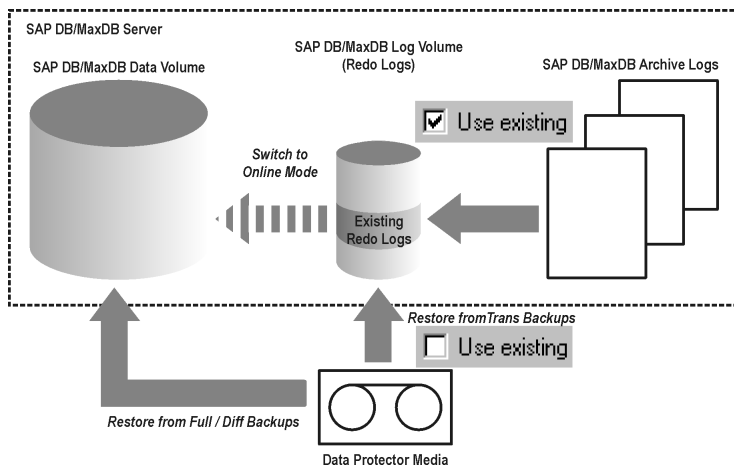 SAP DB/MaxDB Server
SAP DB/MaxDB Data Volume
SAP DB/MaxDB Log Volume
(Redo Logs)
SAP DB/MaxDB Archive Logs
Use existing
Switch to
Online Mode
Existing
Redo Logs
Restore fromTrans Backups
Use existing
Restore from Full / Diff Backups
Data Protector Media